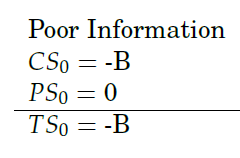 Poor Information
CS₀ = -B
PS₀ = 0
TS₀ = -B